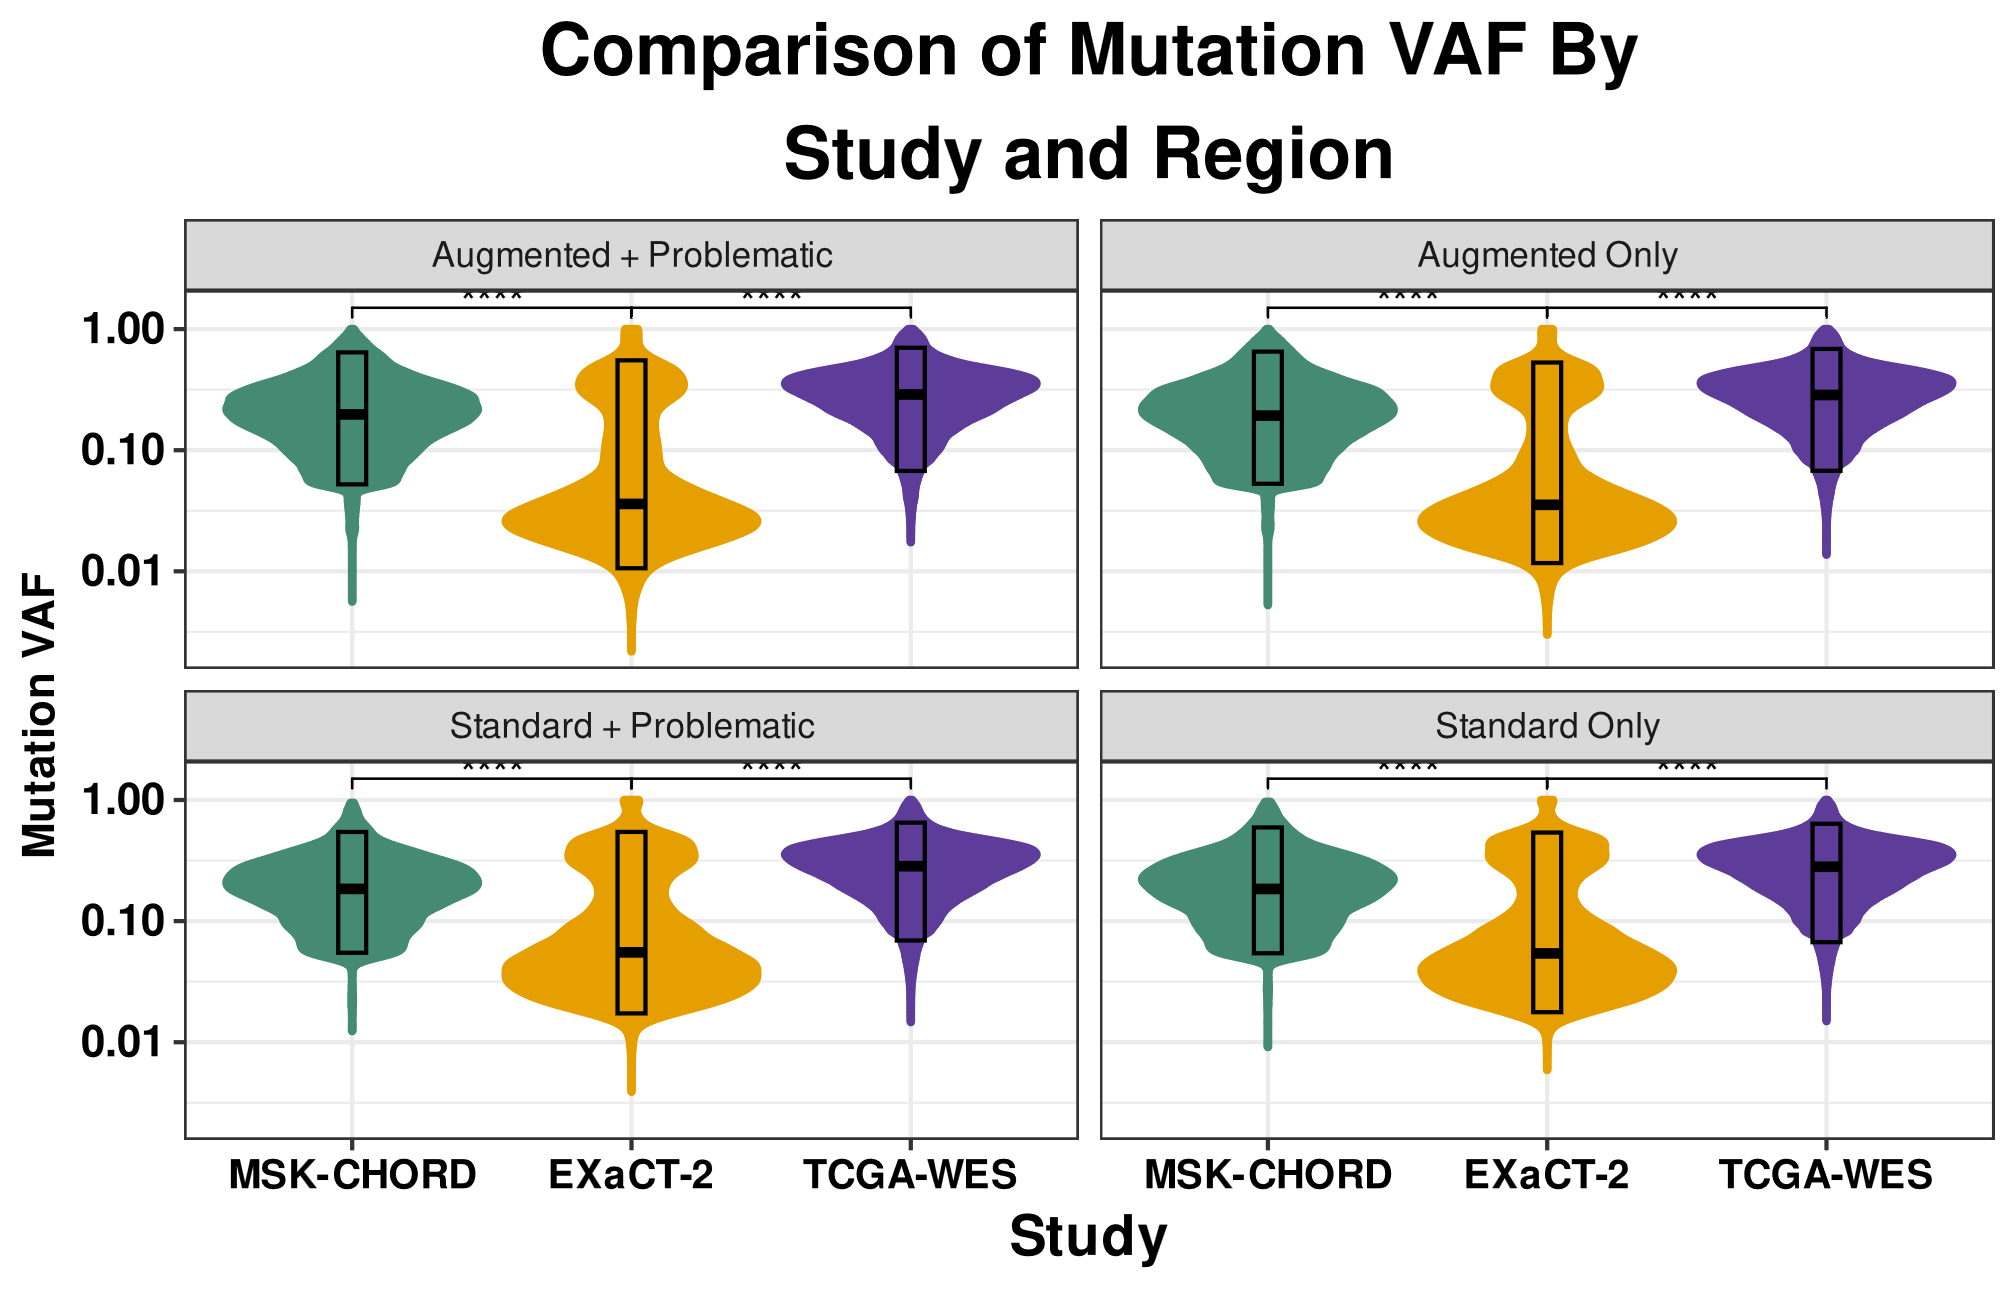 Comparison of Mutation VAF By
Study and Region
Augmented + Problematic
Augmented Only
**** ****
**** ****
1.00
0.10
0.01
Standard + Problematic
Standard Only
**** ****
**** ****
1.00
0.10
0.01
Mutation VAF
MSK-CHORD EXaCT-2 TCGA-WES
MSK-CHORD EXaCT-2 TCGA-WES
Study